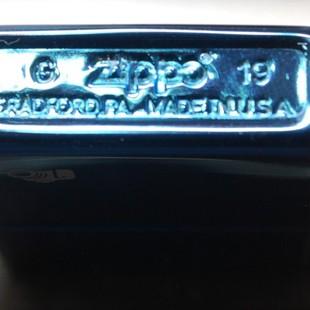 G zippo 19
BRADFORD, PA. MADE IN U.S.A.